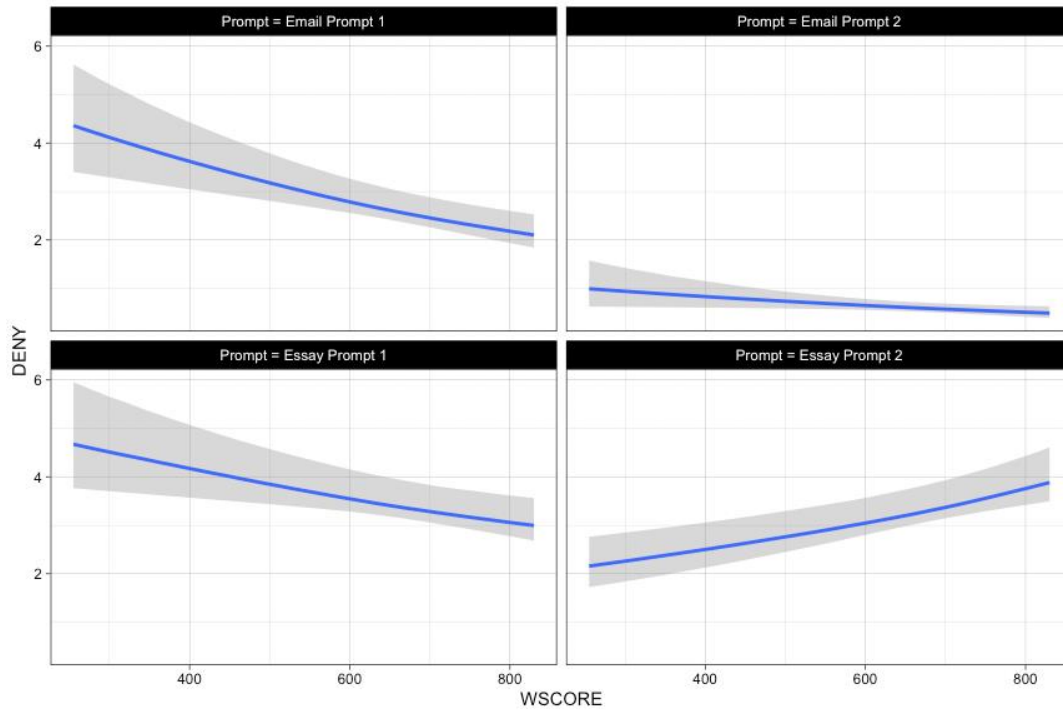 Prompt = Email Prompt 1
Prompt = Email Prompt 2
6
4
2
DENY
Prompt = Essay Prompt 1
Prompt = Essay Prompt 2
6
4
2
400
600
800
400
600
800
WSCORE